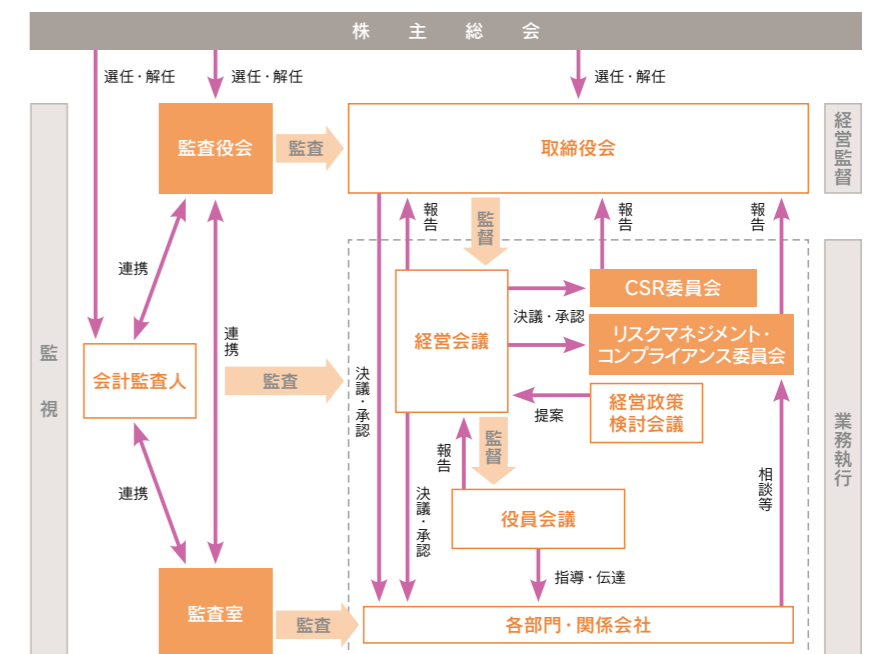 株主総会
選任・解任
選任・解任
選任・解任
監査役会
監査
取締役会
経営監督
報告
監督
報告
報告
連携
連携
CSR委員会
決議・承認
経営会議
リスクマネジメント・
コンプライアンス委員会
監視
会計監査人
監査
決議・承認
提案
経営政策
検討会議
業務執行
監督
報告
連携
決議・承認
相談等
役員会議
指導・伝達
監査室
監査
各部門・関係会社